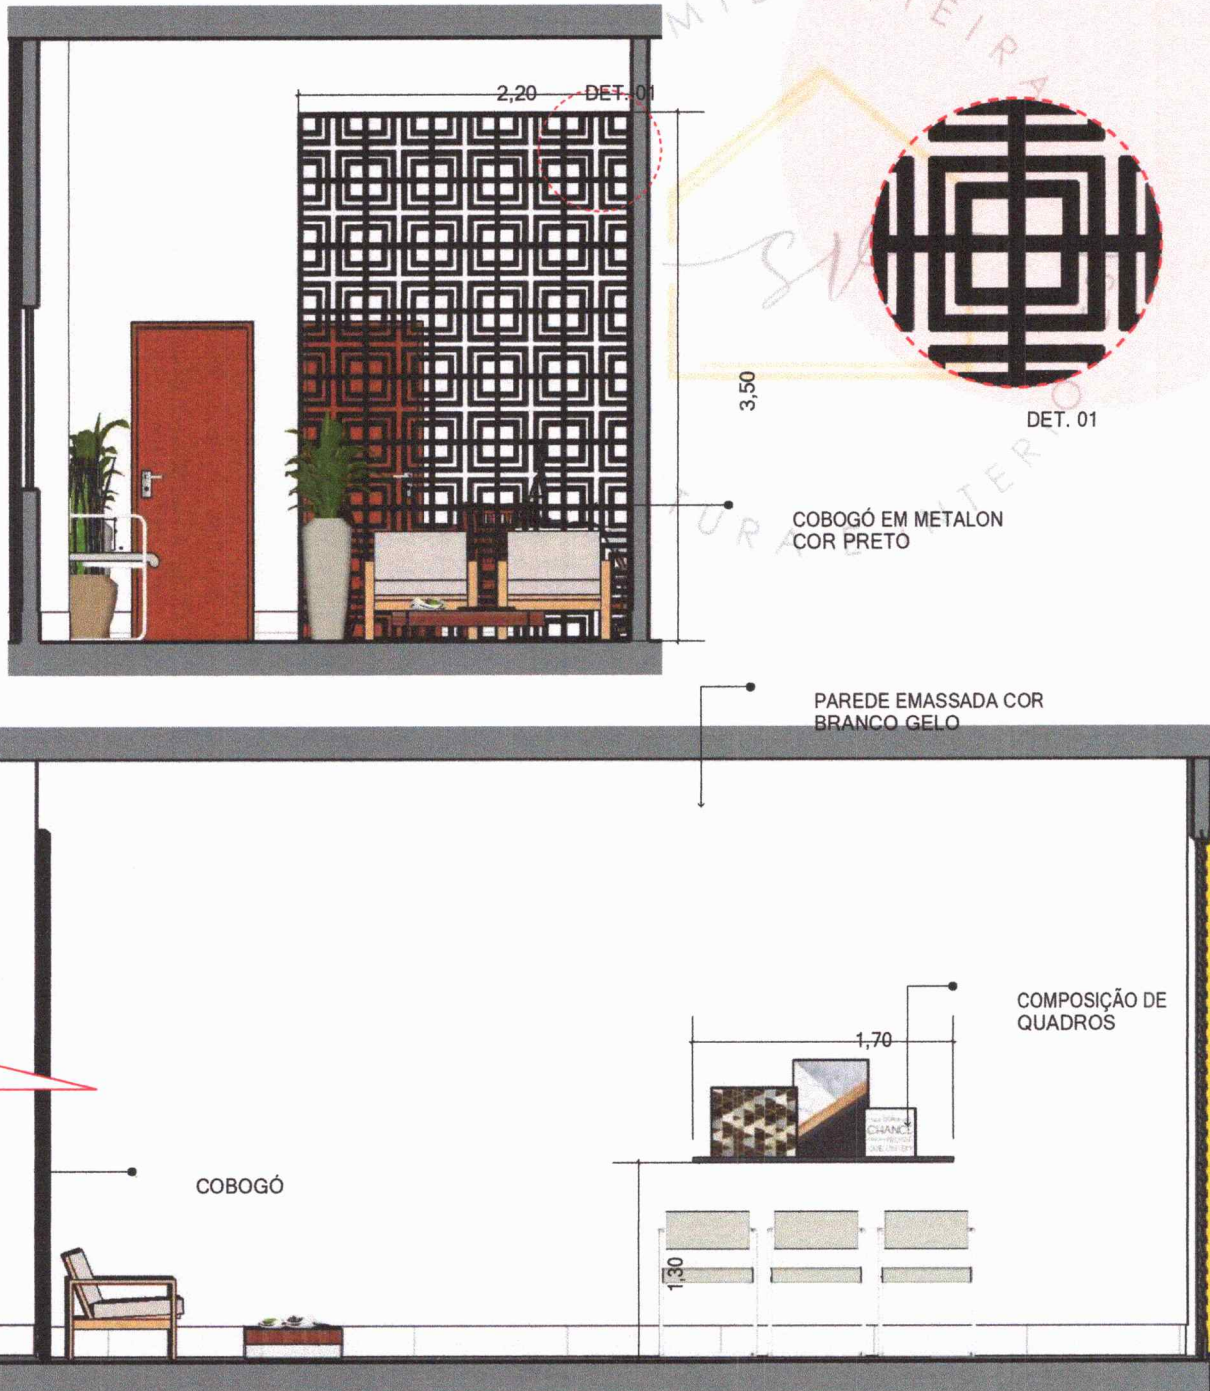 2,20
DET. 01
3,50
DET. 01
COBOGÓ EM METALON
COR PRETO
PAREDE EMASSADA COR
BRANCO GELO
COMPOSIÇÃO DE
QUADROS
1,70
CHANCE
COBOGÓ
1,30